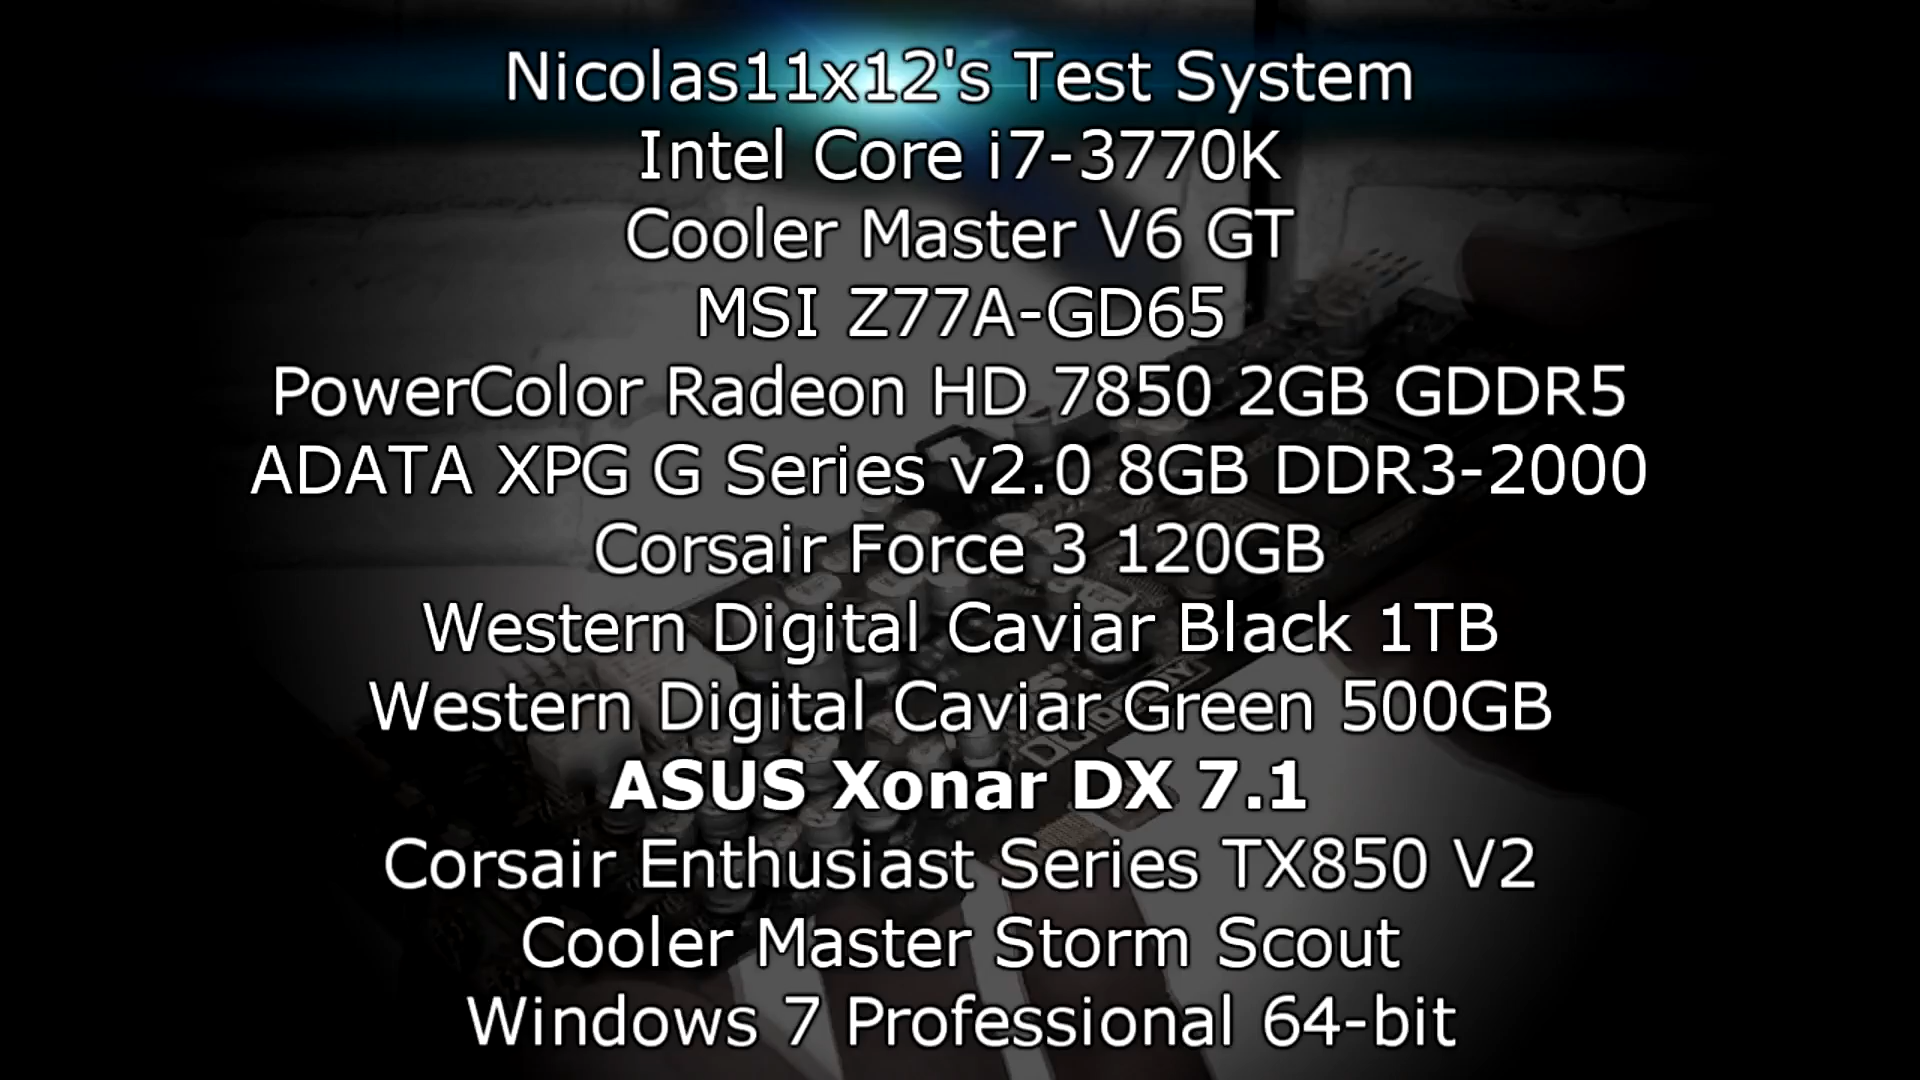 Nicolas11x12's Test System
Intel Core i7-3770K
Cooler Master V6 GT
MSI Z77A-GD65
PowerColor Radeon HD 7850 2GB GDDR5
ADATA XPG G Series v2.0 8GB DDR3-2000
Corsair Force 3 120GB
Western Digital Caviar Black 1TB
Western Digital Caviar Green 500GB
ASUS Xonar DX 7.1
Corsair Enthusiast Series TX850 V2
Cooler Master Storm Scout
Windows 7 Professional 64-bit